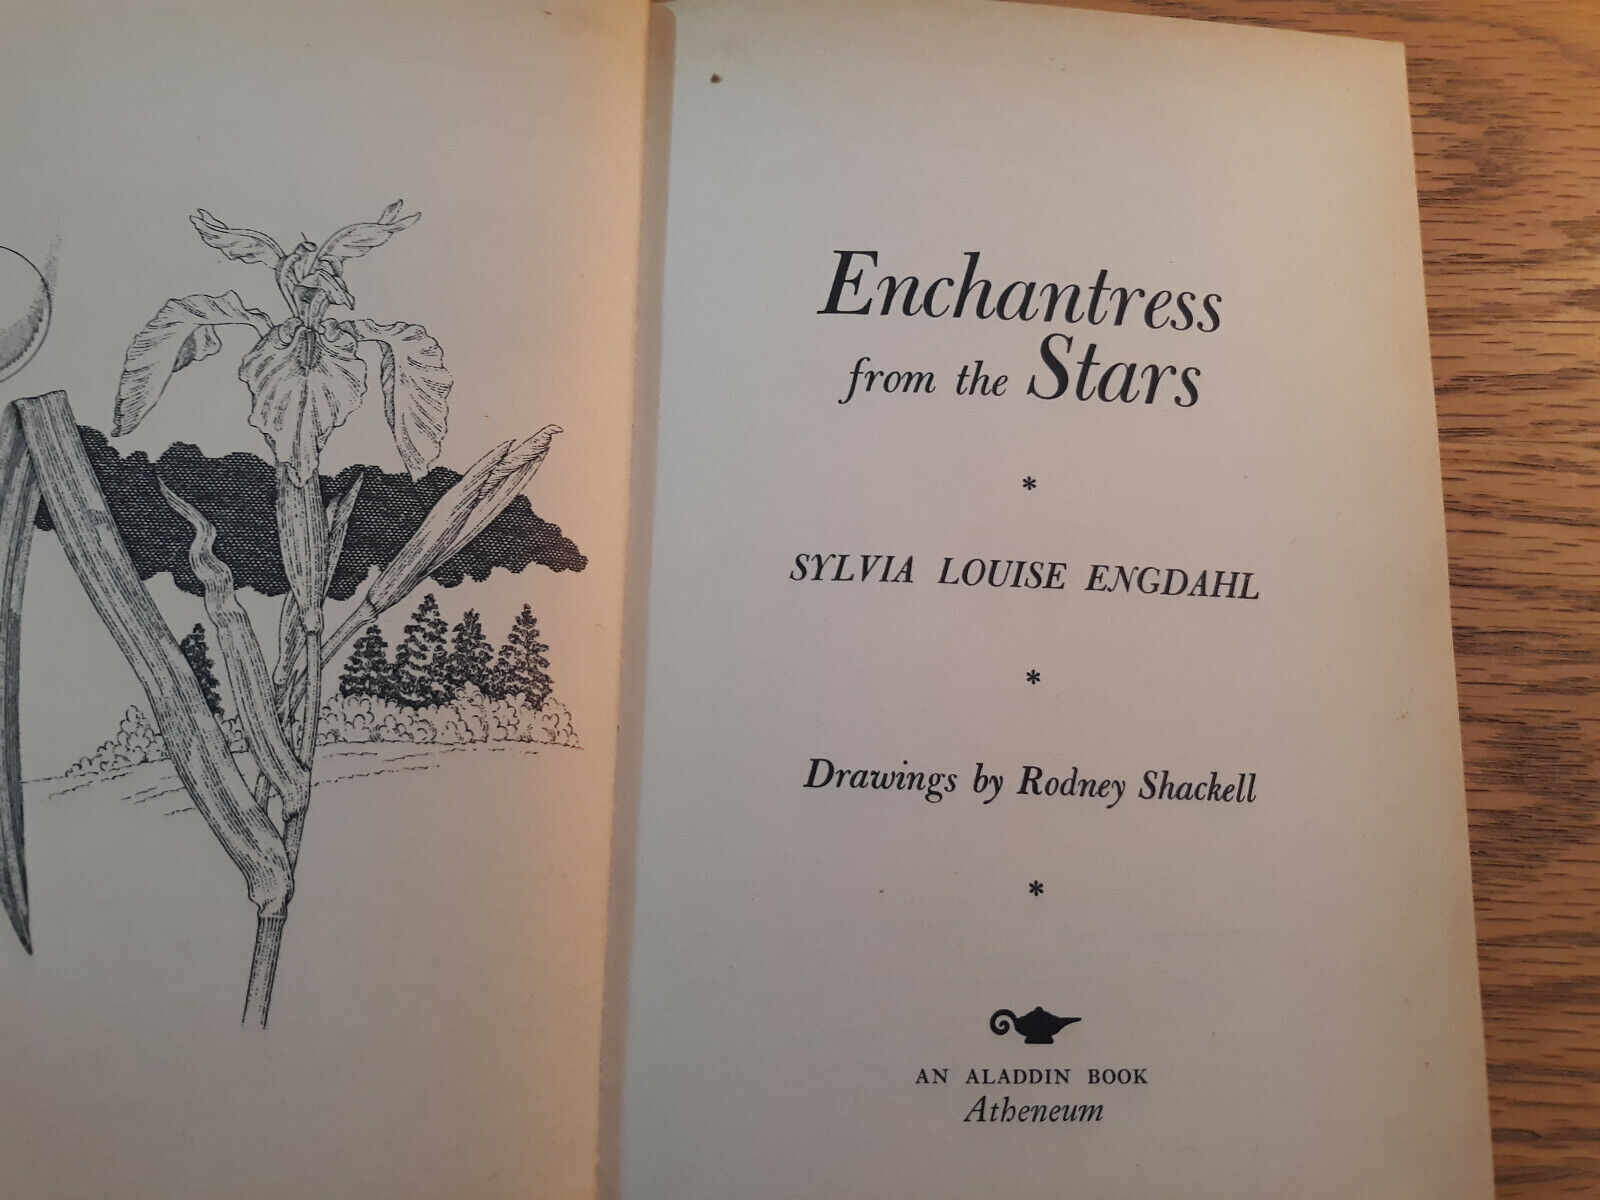 Enchantress
from the Stars
*
SYLVIA LOUISE ENGDAHL
*
Drawings by Rodney Shackell
*
AN ALADDIN BOOK
Atheneum